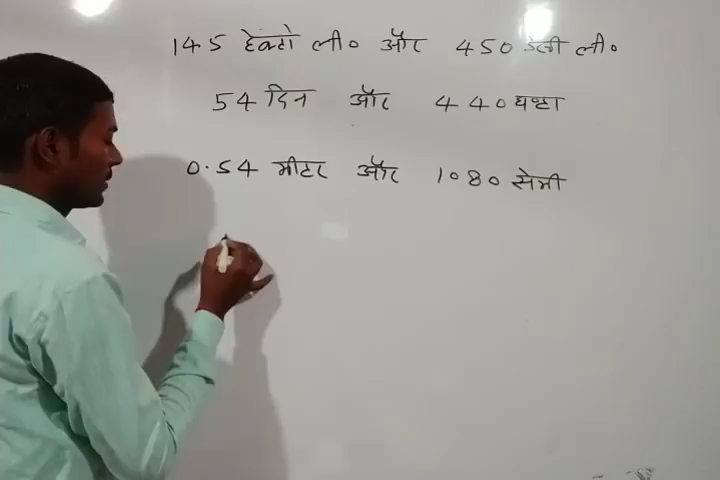 145 हेक्टो ली० और 450 डेली ली०
54 दिन और 440 घण्टा
0.54 मीटर और 1080 सेमी